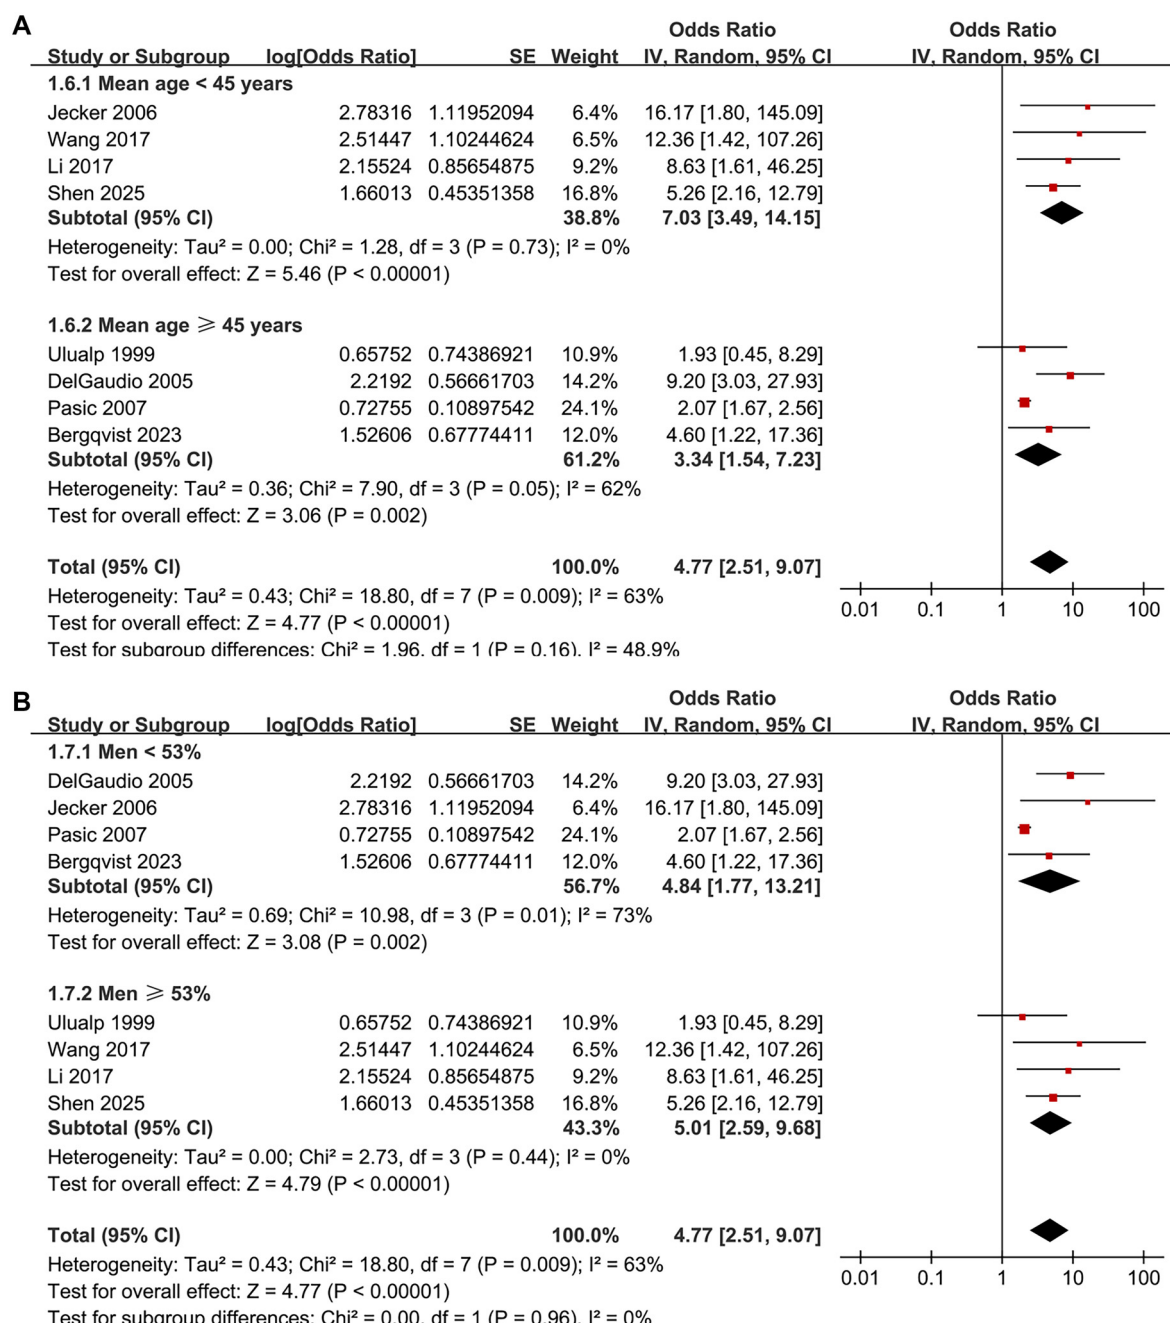 A
Odds Ratio Odds Ratio
Study or Subgroup log[Odds Ratio] SE Weight IV, Random, 95% CI IV, Random, 95% CI
1.6.1 Mean age < 45 years
Jecker 2006 2.78316 1.11952094 6.4% 16.17 [1.80, 145.09]
Wang 2017 2.51447 1.10244624 6.5% 12.36 [1.42, 107.26]
Li 2017 2.15524 0.85654875 9.2% 8.63 [1.61, 46.25]
Shen 2025 1.66013 0.45351358 16.8% 5.26 [2.16, 12.79]
Subtotal (95% CI) 38.8% 7.03 [3.49, 14.15]
Heterogeneity: Tau² = 0.00; Chi² = 1.28, df = 3 (P = 0.73); I² = 0%
Test for overall effect: Z = 5.46 (P < 0.00001)
1.6.2 Mean age ⩾ 45 years
Ulualp 1999 0.65752 0.74386921 10.9% 1.93 [0.45, 8.29]
DelGaudio 2005 2.2192 0.56661703 14.2% 9.20 [3.03, 27.93]
Pasic 2007 0.72755 0.10897542 24.1% 2.07 [1.67, 2.56]
Bergqvist 2023 1.52606 0.67774411 12.0% 4.60 [1.22, 17.36]
Subtotal (95% CI) 61.2% 3.34 [1.54, 7.23]
Heterogeneity: Tau² = 0.36; Chi² = 7.90, df = 3 (P = 0.05); I² = 62%
Test for overall effect: Z = 3.06 (P = 0.002)
Total (95% CI) 100.0% 4.77 [2.51, 9.07]
Heterogeneity: Tau² = 0.43; Chi² = 18.80, df = 7 (P = 0.009); I² = 63%
Test for overall effect: Z = 4.77 (P < 0.00001)
Test for subgroup differences: Chi² = 1.96, df = 1 (P = 0.16), I² = 48.9%
0.01 0.1 1 10 100
B
Odds Ratio Odds Ratio
Study or Subgroup log[Odds Ratio] SE Weight IV, Random, 95% CI IV, Random, 95% CI
1.7.1 Men < 53%
DelGaudio 2005 2.2192 0.56661703 14.2% 9.20 [3.03, 27.93]
Jecker 2006 2.78316 1.11952094 6.4% 16.17 [1.80, 145.09]
Pasic 2007 0.72755 0.10897542 24.1% 2.07 [1.67, 2.56]
Bergqvist 2023 1.52606 0.67774411 12.0% 4.60 [1.22, 17.36]
Subtotal (95% CI) 56.7% 4.84 [1.77, 13.21]
Heterogeneity: Tau² = 0.69; Chi² = 10.98, df = 3 (P = 0.01); I² = 73%
Test for overall effect: Z = 3.08 (P = 0.002)
1.7.2 Men ⩾ 53%
Ulualp 1999 0.65752 0.74386921 10.9% 1.93 [0.45, 8.29]
Wang 2017 2.51447 1.10244624 6.5% 12.36 [1.42, 107.26]
Li 2017 2.15524 0.85654875 9.2% 8.63 [1.61, 46.25]
Shen 2025 1.66013 0.45351358 16.8% 5.26 [2.16, 12.79]
Subtotal (95% CI) 43.3% 5.01 [2.59, 9.68]
Heterogeneity: Tau² = 0.00; Chi² = 2.73, df = 3 (P = 0.44); I² = 0%
Test for overall effect: Z = 4.79 (P < 0.00001)
Total (95% CI) 100.0% 4.77 [2.51, 9.07]
Heterogeneity: Tau² = 0.43; Chi² = 18.80, df = 7 (P = 0.009); I² = 63%
Test for overall effect: Z = 4.77 (P < 0.00001)
Test for subgroup differences: Chi² = 0.00, df = 1 (P = 0.96), I² = 0%
0.01 0.1 1 10 100